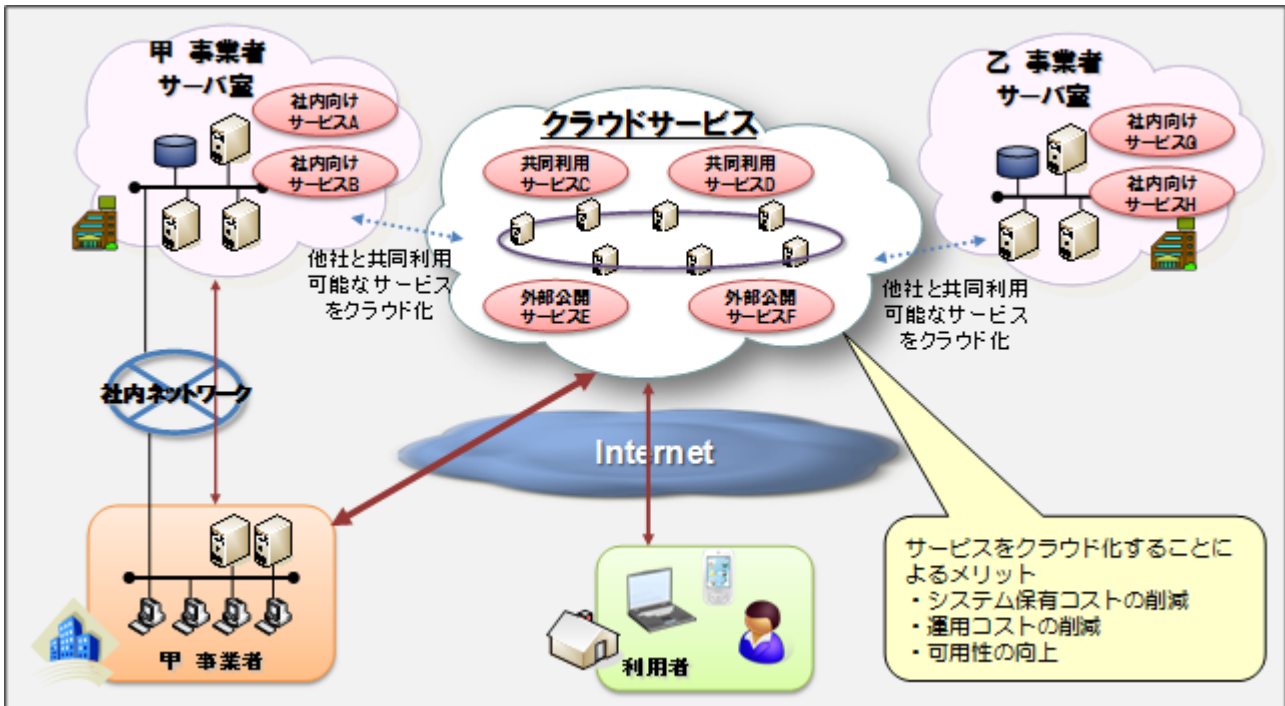 甲 事業者
サーバ室
社内向け
サービスA
社内向け
サービスB
クラウドサービス
共同利用
サービスC
共同利用
サービスD
外部公開
サービスE
外部公開
サービスF
乙 事業者
サーバ室
社内向け
サービスG
社内向け
サービスH
他社と共同利用
可能なサービス
をクラウド化
他社と共同利用
可能なサービス
をクラウド化
社内ネットワーク
Internet
甲 事業者
利用者
サービスをクラウド化することに
よるメリット
・システム保有コストの削減
・運用コストの削減
・可用性の向上